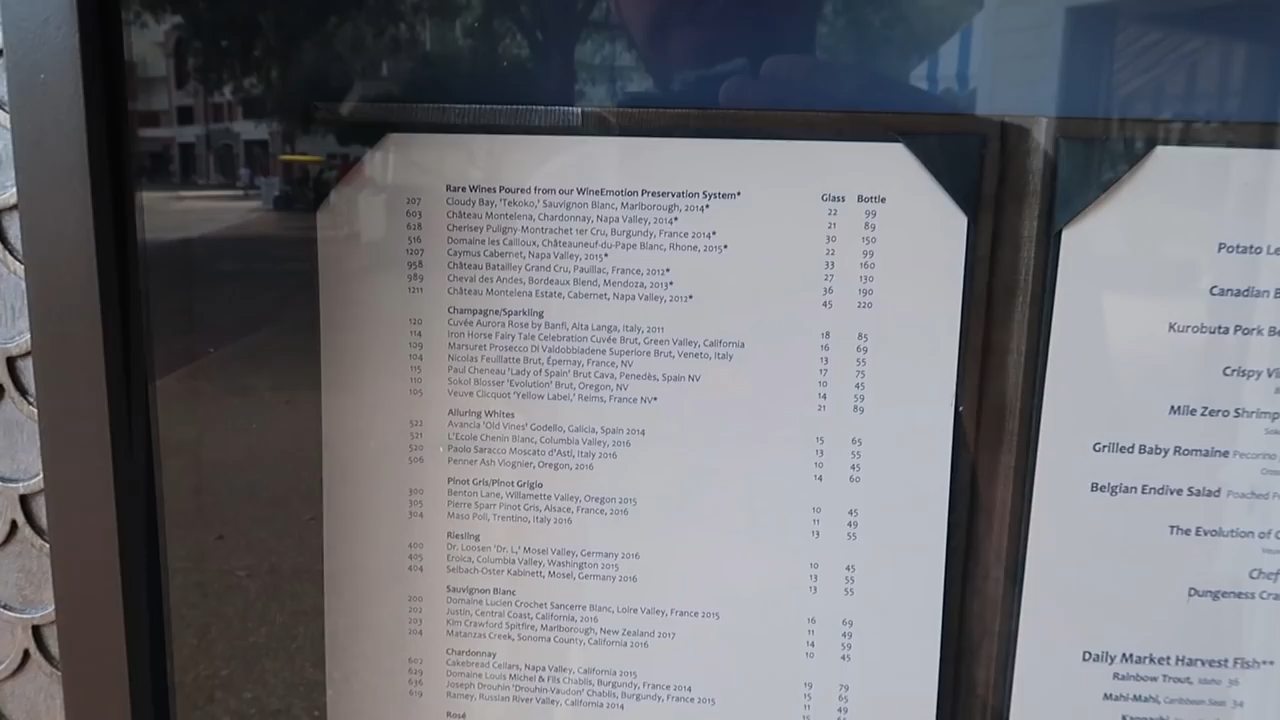 Rare Wines Poured from our WineEmotion Preservation System* Glass Bottle
207 Cloudy Bay, 'Tekoko,' Sauvignon Blanc, Marlborough, 2014* 22 99
603 Château Montelena, Chardonnay, Napa Valley, 2014* 21 89
628 Cherisey Puligny-Montrachet 1er Cru, Burgundy, France 2014* 30 150
516 Domaine les Cailloux, Châteauneuf-du-Pape Blanc, Rhone, 2015* 22 99
1207 Caymus Cabernet, Napa Valley, 2015* 33 160
958 Château Batailley Grand Cru, Pauillac, France, 2012* 27 130
989 Cheval des Andes, Bordeaux Blend, Mendoza, 2013* 36 190
1211 Château Montelena Estate, Cabernet, Napa Valley, 2012* 45 220
Champagne/Sparkling
120 Cuvée Aurora Rose by Banfi, Alta Langa, Italy, 2011 18 85
114 Iron Horse Fairy Tale Celebration Cuvée Brut, Green Valley, California 16 69
109 Marsuret Prosecco Di Valdobbiadene Superiore Brut, Veneto, Italy 13 55
104 Nicolas Feuillatte Brut, Épernay, France, NV 17 75
115 Paul Cheneau 'Lady of Spain' Brut Cava, Penedès, Spain NV 10 45
110 Sokol Blosser 'Evolution' Brut, Oregon, NV 14 59
105 Veuve Clicquot 'Yellow Label,' Reims, France NV* 21 89
Alluring Whites
522 Avancia 'Old Vines' Godello, Galicia, Spain 2014 15 65
521 L'Ecole Chenin Blanc, Columbia Valley, 2016 13 55
520 Paolo Saracco Moscato d'Asti, Italy 2016 10 45
506 Penner Ash Viognier, Oregon, 2016 14 60
Pinot Gris/Pinot Grigio
300 Benton Lane, Willamette Valley, Oregon 2015 10 45
305 Pierre Sparr Pinot Gris, Alsace, France, 2016 11 49
304 Maso Poli, Trentino, Italy 2016 13 55
Riesling
400 Dr. Loosen 'Dr. L,' Mosel Valley, Germany 2016 10 45
405 Eroica, Columbia Valley, Washington 2015 13 55
404 Selbach-Oster Kabinett, Mosel, Germany 2016 13 55
Sauvignon Blanc
200 Domaine Lucien Crochet Sancerre Blanc, Loire Valley, France 2015 16 69
202 Justin, Central Coast, California, 2016 11 49
203 Kim Crawford Spitfire, Marlborough, New Zealand 2017 14 59
204 Matanzas Creek, Sonoma County, California 2016 10 45
Chardonnay
602 Cakebread Cellars, Napa Valley, California 2015 19 79
629 Domaine Louis Michel & Fils Chablis, Burgundy, France 2014 15 65
636 Joseph Drouhin 'Drouhin-Vaudon' Chablis, Burgundy, France 2015 11 49
619 Ramey, Russian River Valley, California 2014 15
Rosé
Potato Le
Canadian
Kurobuta Pork
Crispy
Mile Zero Shrimp
Grilled Baby Romaine Pecorino
Belgian Endive Salad Poached
The Evolution of
Chef
Dungeness Cra
Daily Market Harvest Fish**
Rainbow Trout, Idaho 36
Mahi-Mahi, Caribbean Seas 34